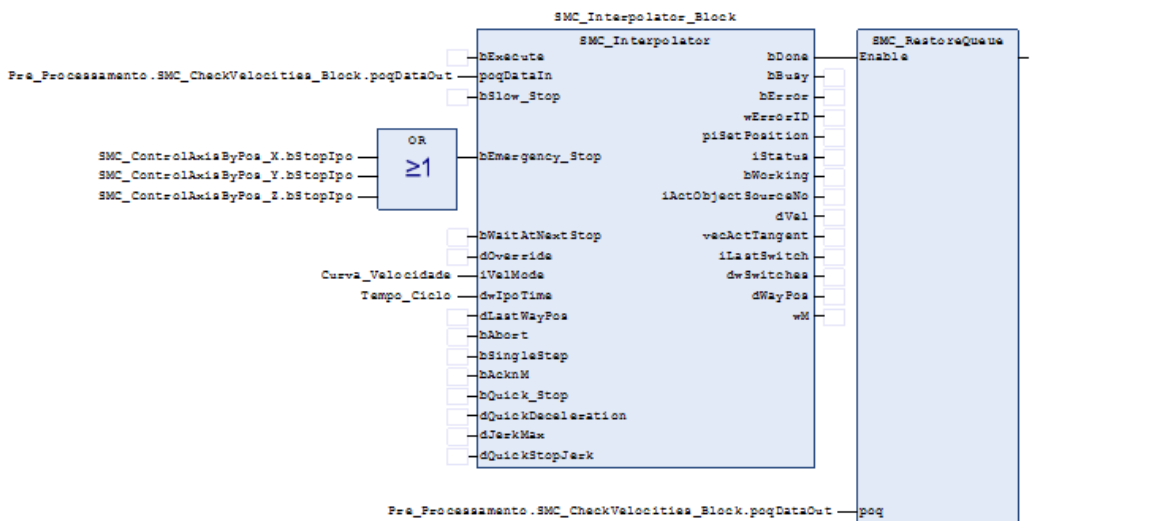 SMC_Interpolator_Block
SMC_Interpolator
SMC_RestoreQueue
bExecute
bDone
Enable
Pre_Processamento.SMC_CheckVelocities_Block.poqDataOut
poqDataIn
bBusy
bSlow_Stop
bError
wErrorID
piSetPosition
OR
≥1
SMC_ControlAxisByPos_X.bStopIpo
bEmergency_Stop
iStatus
SMC_ControlAxisByPos_Y.bStopIpo
bWorking
SMC_ControlAxisByPos_Z.bStopIpo
iActObjectSourceNo
dVel
bWaitAtNextStop
vecActTangent
dOverride
iLastSwitch
Curva_Velocidade
iVelMode
dwSwitches
Tempo_Ciclo
dwIpoTime
dWayPos
dLastWayPos
wM
bAbort
bSingleStep
bAcknM
bQuick_Stop
dQuickDeceleration
dJerkMax
dQuickStopJerk
Pre_Processamento.SMC_CheckVelocities_Block.poqDataOut
poq